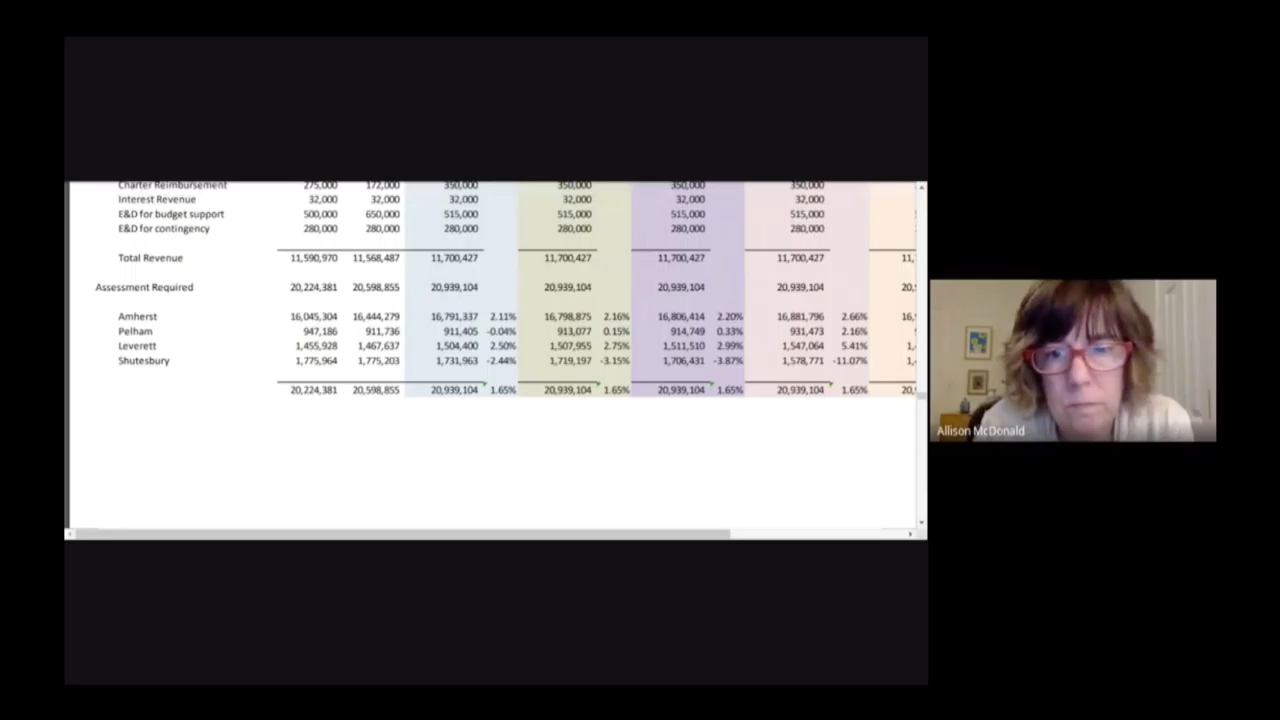 Charter Reimbursement 275,000 172,000 350,000 350,000 350,000 350,000
Interest Revenue 32,000 32,000 32,000 32,000 32,000 32,000
E&D for budget support 500,000 650,000 515,000 515,000 515,000 515,000
E&D for contingency 280,000 280,000 280,000 280,000 280,000 280,000
Total Revenue 11,590,970 11,568,487 11,700,427 11,700,427 11,700,427 11,700,427 11,
Assessment Required 20,224,381 20,598,855 20,939,104 20,939,104 20,939,104 20,939,104 20,
Amherst 16,045,304 16,444,279 16,791,337 2.11% 16,798,875 2.16% 16,806,414 2.20% 16,881,796 2.66% 16,
Pelham 947,186 911,736 911,405 -0.04% 913,077 0.15% 914,749 0.33% 931,473 2.16%
Leverett 1,455,928 1,467,637 1,504,400 2.50% 1,507,955 2.75% 1,511,510 2.99% 1,547,064 5.41% 1,
Shutesbury 1,775,964 1,775,203 1,731,963 -2.44% 1,719,197 -3.15% 1,706,431 -3.87% 1,578,771 -11.07% 1,
20,224,381 20,598,855 20,939,104 1.65% 20,939,104 1.65% 20,939,104 1.65% 20,939,104 1.65% 20,
Allison McDonald